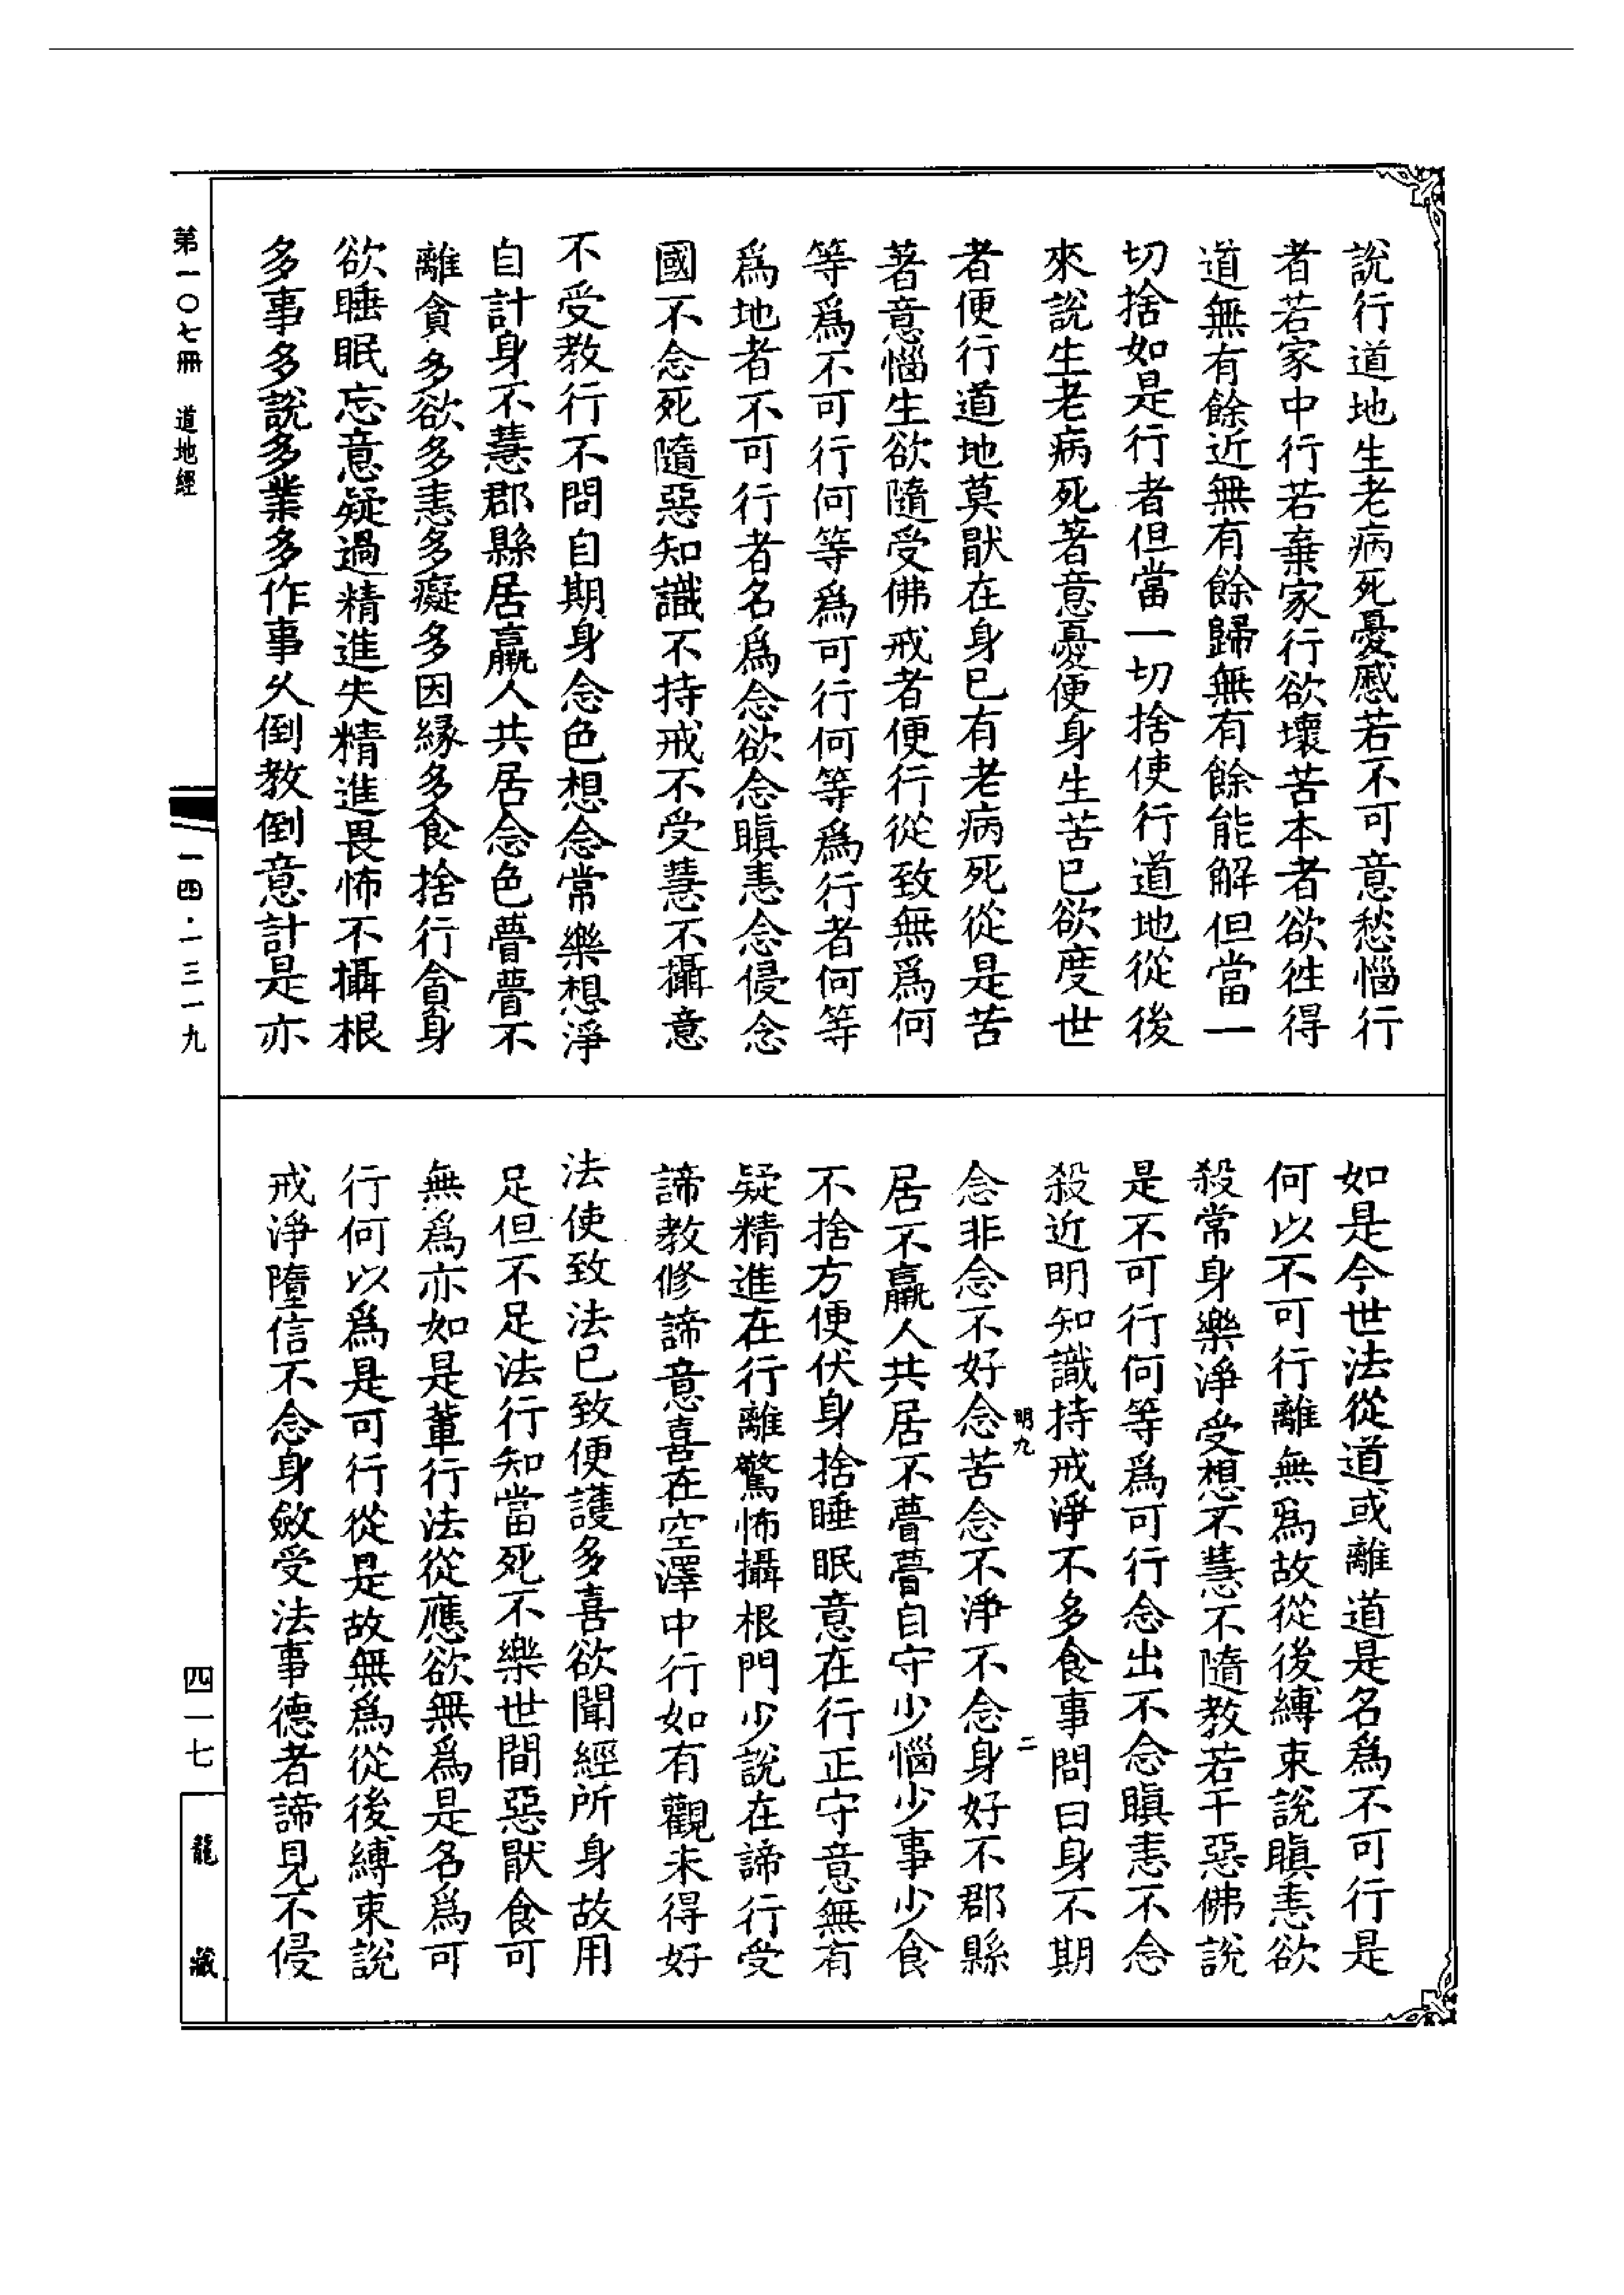 說行道地生老病死憂慼若不可意愁惱行
者若家中行若棄家行欲壞苦本者欲徃得
道無有餘近無有餘歸無有餘能解但當一
切捨如是行者但當一切捨使行道地從後
來說生老病死著意憂便身生苦已欲度世
者便行道地莫猒在身已有老病死從是苦
著意惱生欲隨受佛戒者便行從致無爲何
等爲不可行何等爲可行何等爲行者何等
爲地者不可行者名爲念欲念瞋恚念侵念
國不念死隨惡知識不持戒不受慧不攝意
不受教行不問自期身念色想念常樂想淨
自計身不慧郡縣居羸人共居念色瞢瞢不
離貪多欲多恚多癡多因緣多食捨行貪身
欲睡眠忘意疑過精進失精進畏怖不攝根
多事多說多業多作事久倒教倒意計是亦
如是今世法從道或離道是名爲不可行是
何以不可行離無爲故從後縛束說瞋恚欲
殺常身樂淨受想不慧不隨教若干惡佛說
是不可行何等爲可行念出不念瞋恚不念
殺近明知識持戒淨不多食事問曰身不期
明九 二
念非念不好念苦念不淨不念身好不郡縣
居不羸人共居不瞢瞢自守少惱少事少食
不捨方便伏身捨睡眠意在行正守意無有
疑精進在行離驚怖攝根門少說在諦行受
諦教修諦意喜在空澤中行如有觀未得好
法使致法已致便護多喜欲聞經所身故用
足但不足法行知當死不樂世間惡猒食可
無爲亦如是輩行法從應欲無爲是名爲可
行何以爲是可行從是故無爲從後縛束說
戒淨墮信不念身斂受法事德者諦見不侵
第一〇七冊 道地經
一四·一三一九
四一七
龍藏